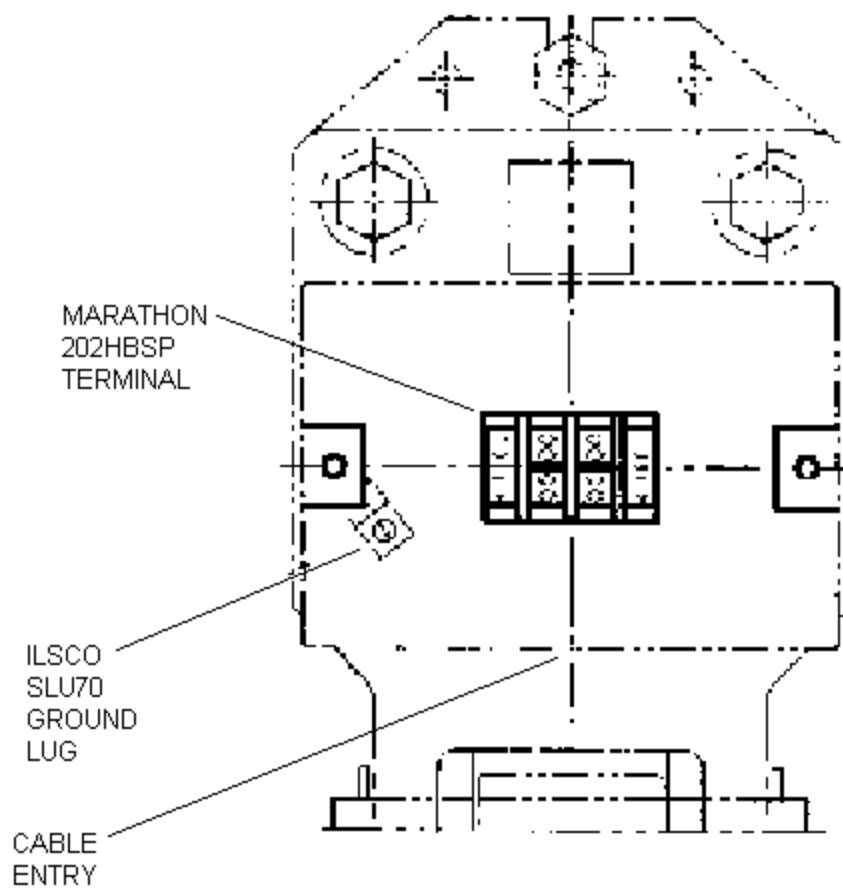 MARATHON
202HBSP
TERMINAL
ILSCO
SLU70
GROUND
LUG
CABLE
ENTRY